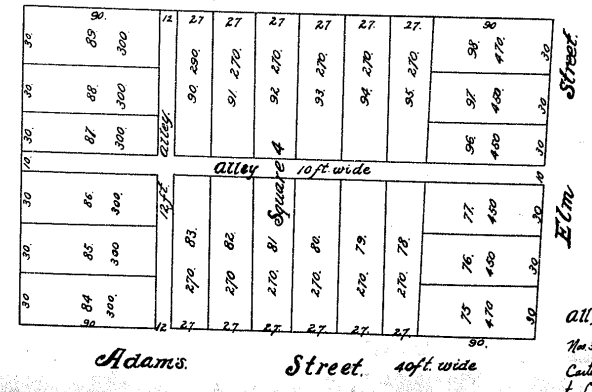 90. 12 27 27 27 27 27. 27. 90
30. 89. 300. 90. 290. 91. 270. 92 270. 93. 270. 94. 270. 95. 270. 98. 470. 30
30. 88. 300 97. 450. 30
30. 87. 300. alley. 96. 450 30
10. alley 10 ft. wide 10
Square 4
30 86. 300. 12 ft. 77. 450 30
30. 85. 300 83. 270. 82. 270 81 270. 80. 270. 79. 270. 78. 270. 76. 450 30
30 84 300. 75 470 30
90 12 27. 27. 27. 27. 27. 27. 90.
Elm Street.
Adams. Street. 40 ft. wide
all